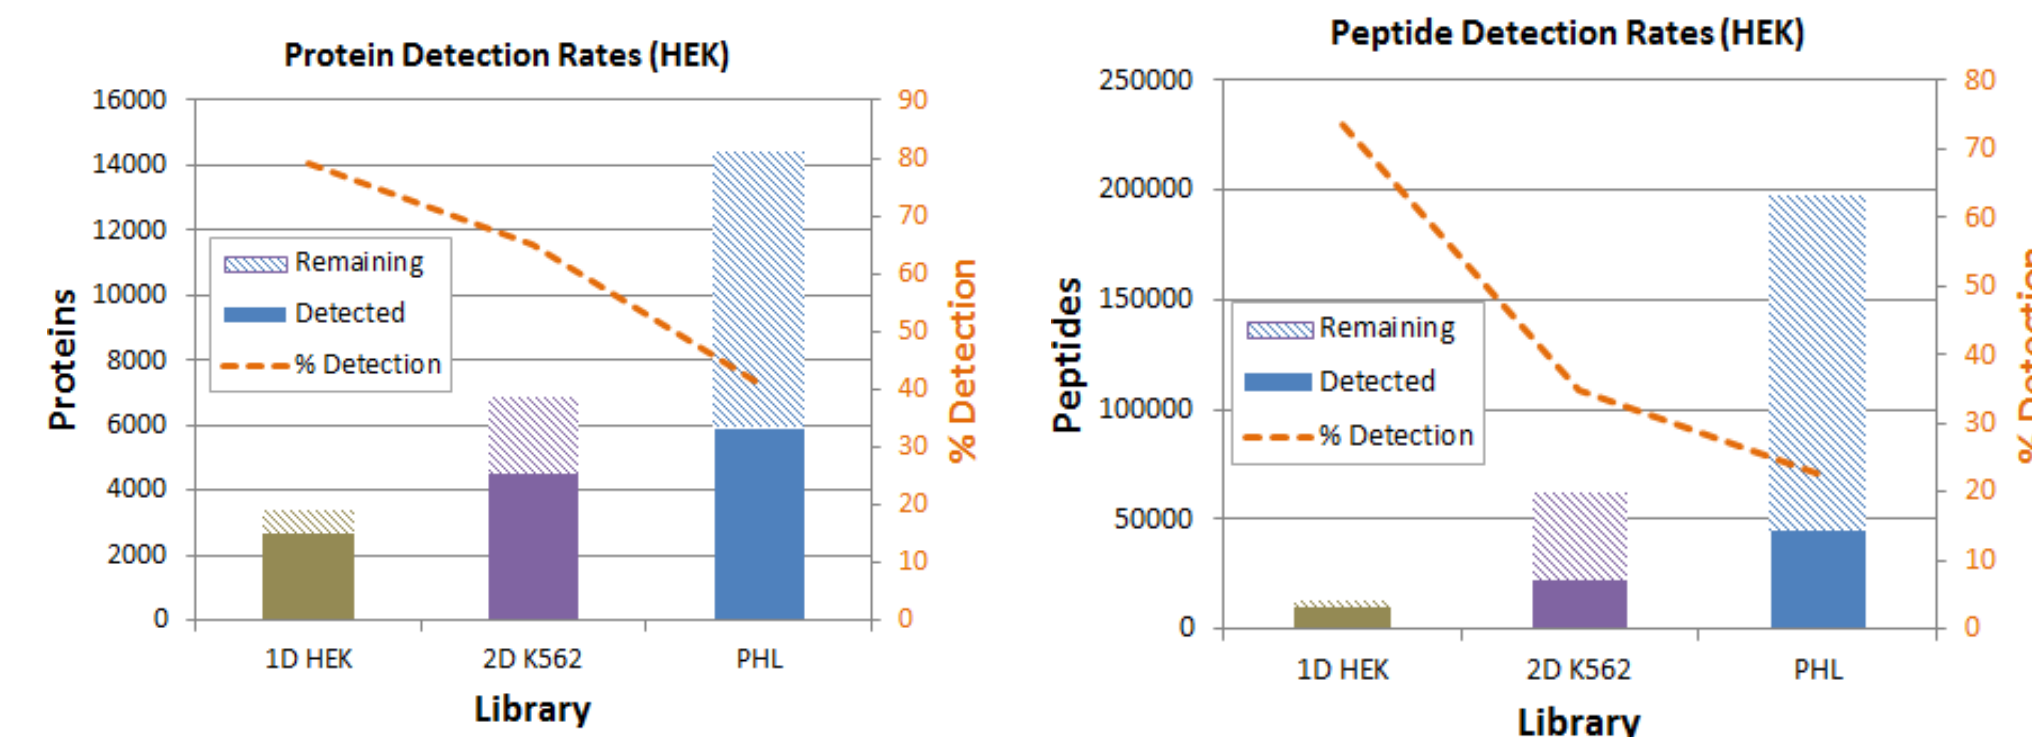 Protein Detection Rates (HEK)
16000
14000
12000
10000
8000
6000
4000
2000
0
Proteins
90
80
70
60
50
40
30
20
10
0
% Detection
Remaining
Detected
% Detection
1D HEK
2D K562
PHL
Library
Peptide Detection Rates (HEK)
250000
200000
150000
100000
50000
0
Peptides
80
70
60
50
40
30
20
10
0
% Detection
Remaining
Detected
% Detection
1D HEK
2D K562
PHL
Library